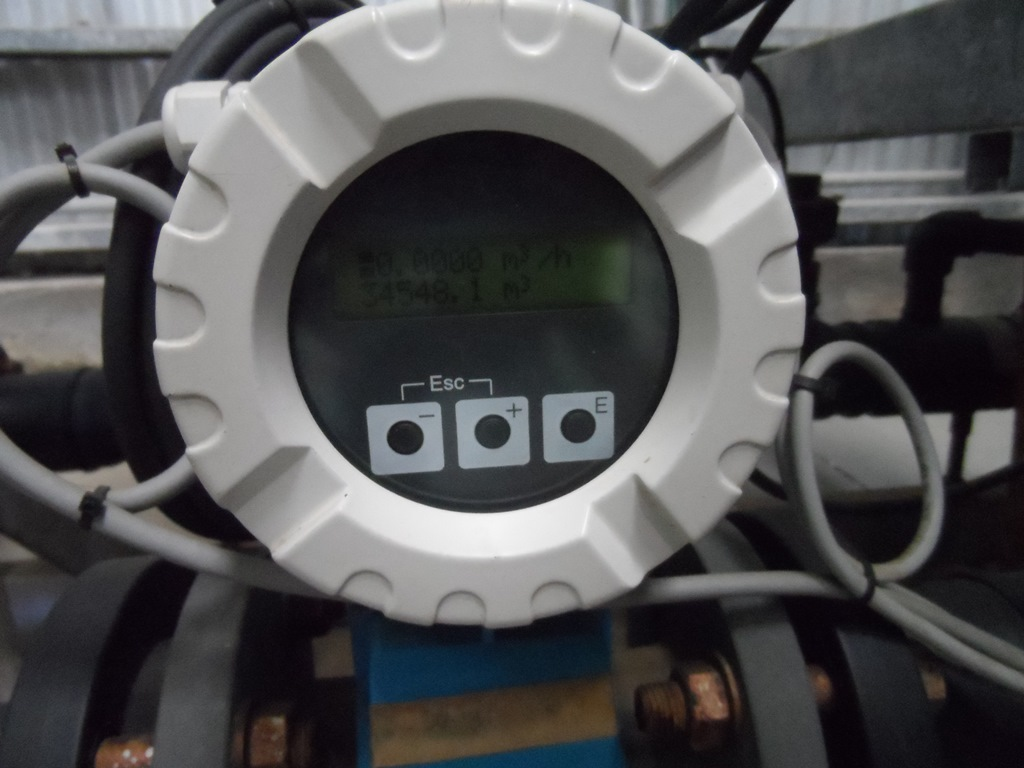 0.0000 m³/h
34548.1 m³
Esc
- + E